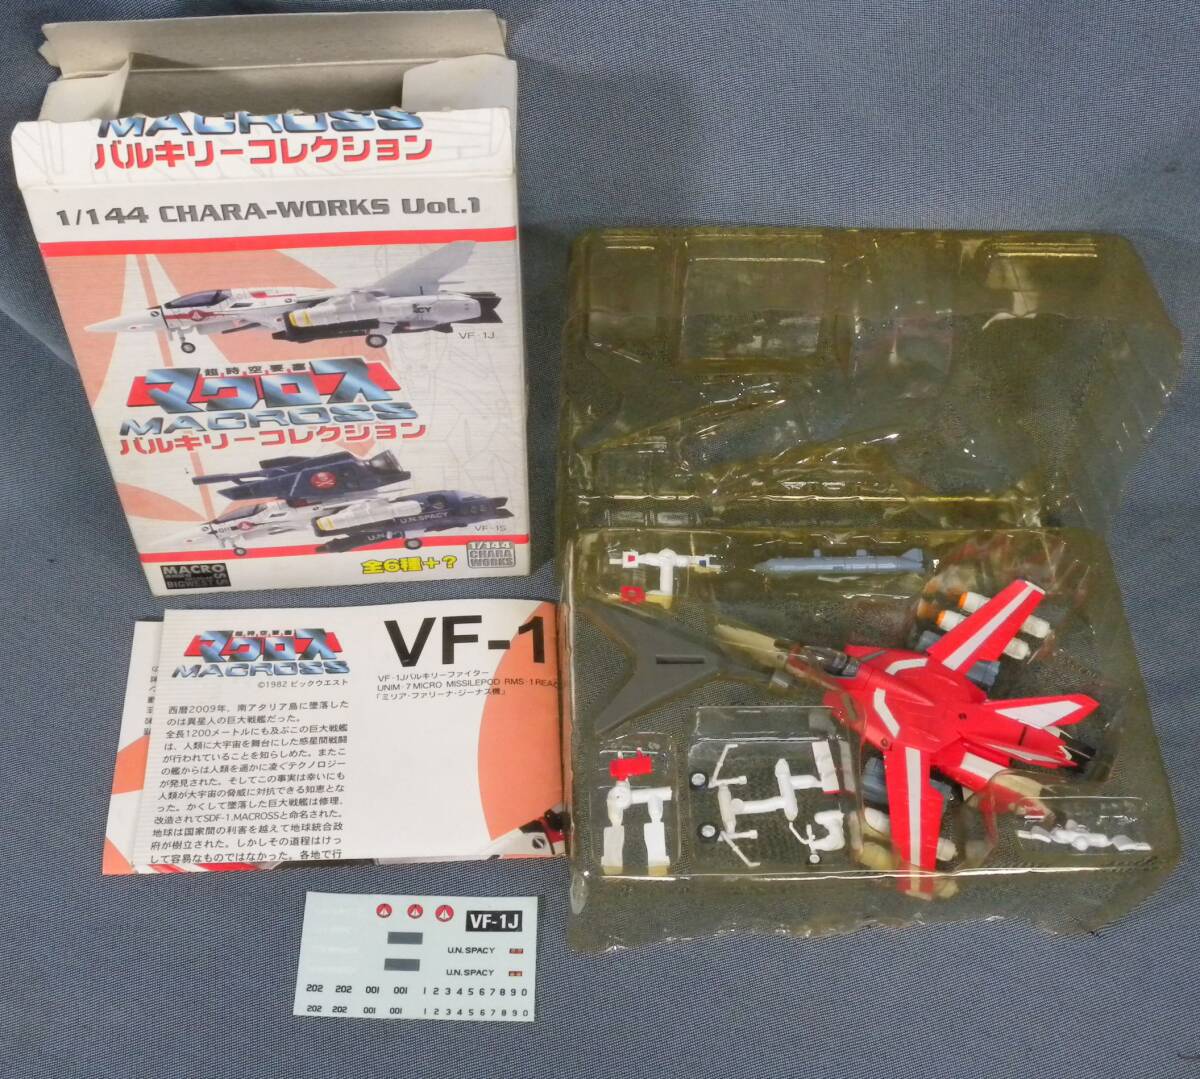 MACROSS
バルキリーコレクション
1/144 CHARA-WORKS Vol.1
VF-1J
超時空要塞
マクロス
MACROSS
バルキリーコレクション
U.N.SPACY
VF-1S
全6種+?
1/144
CHARA
WORKS
MACROSS
BIGWEST
超時空要塞
マクロス
MACROSS
©1982 ビックウエスト
VF-1
VF-1Jバルキリーファイター
UNIM-7 MICRO MISSILEPOD RMS-1 REAC
「ミリア・ファリーナ・ジーナス機」
西暦2009年、南アタリア島に墜落した
のは異星人の巨大戦艦だった。
全長1200メートルにも及ぶこの巨大戦艦
は、人類に大宇宙を舞台にした惑星間戦闘
が行われていることを知らしめた。またこ
の艦からは人類を遥かに凌ぐテクノロジー
が発見された。そしてこの事実は幸いにも
人類が大宇宙の脅威に対抗できる知恵とな
った。かくして墜落した巨大戦艦は修理、
改造されてSDF-1.MACROSSと命名された。
地球は国家間の利害を越えて地球統合政
府が樹立された。しかしその道程はけっ
して容易なものではなかった。各地で行
VF-1J
U.N.SPACY
U.N.SPACY
202 202 001 001 1 2 3 4 5 6 7 8 9 0
202 202 001 001 1 2 3 4 5 6 7 8 9 0